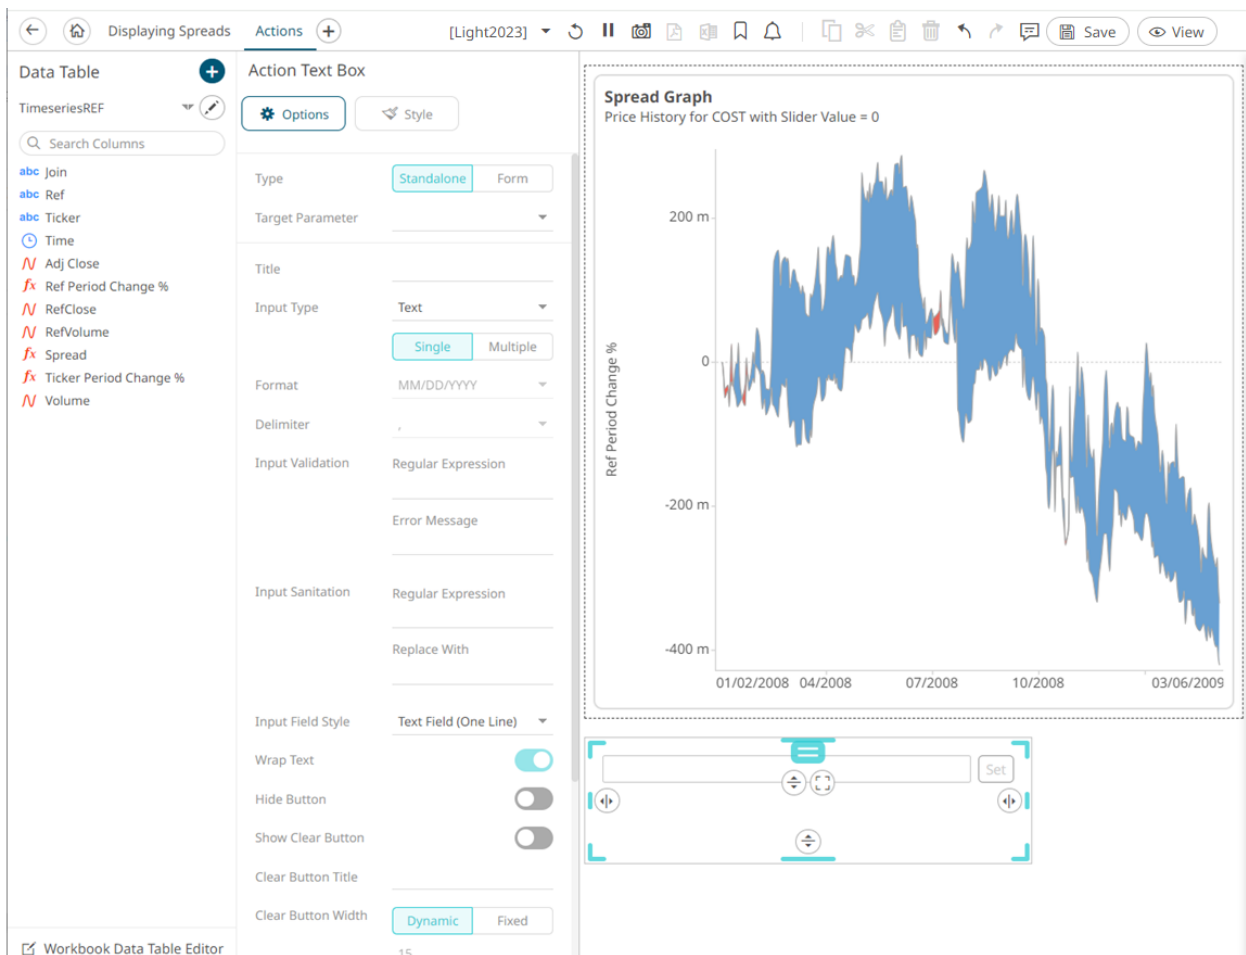 Displaying Spreads Actions [Light2023] Save View
Data Table
TimeseriesREF
Search Columns
abc Join
abc Ref
abc Ticker
Time
Adj Close
fx Ref Period Change %
RefClose
RefVolume
fx Spread
fx Ticker Period Change %
Volume
Workbook Data Table Editor
Action Text Box
Options Style
Type Standalone Form
Target Parameter
Title
Input Type Text
Single Multiple
Format MM/DD/YYYY
Delimiter ,
Input Validation Regular Expression
Error Message
Input Sanitation Regular Expression
Replace With
Input Field Style Text Field (One Line)
Wrap Text
Hide Button
Show Clear Button
Clear Button Title
Clear Button Width Dynamic Fixed
15
Spread Graph
Price History for COST with Slider Value = 0
Ref Period Change %
200 m
0
-200 m
-400 m
01/02/2008 04/2008 07/2008 10/2008 03/06/2009
Set